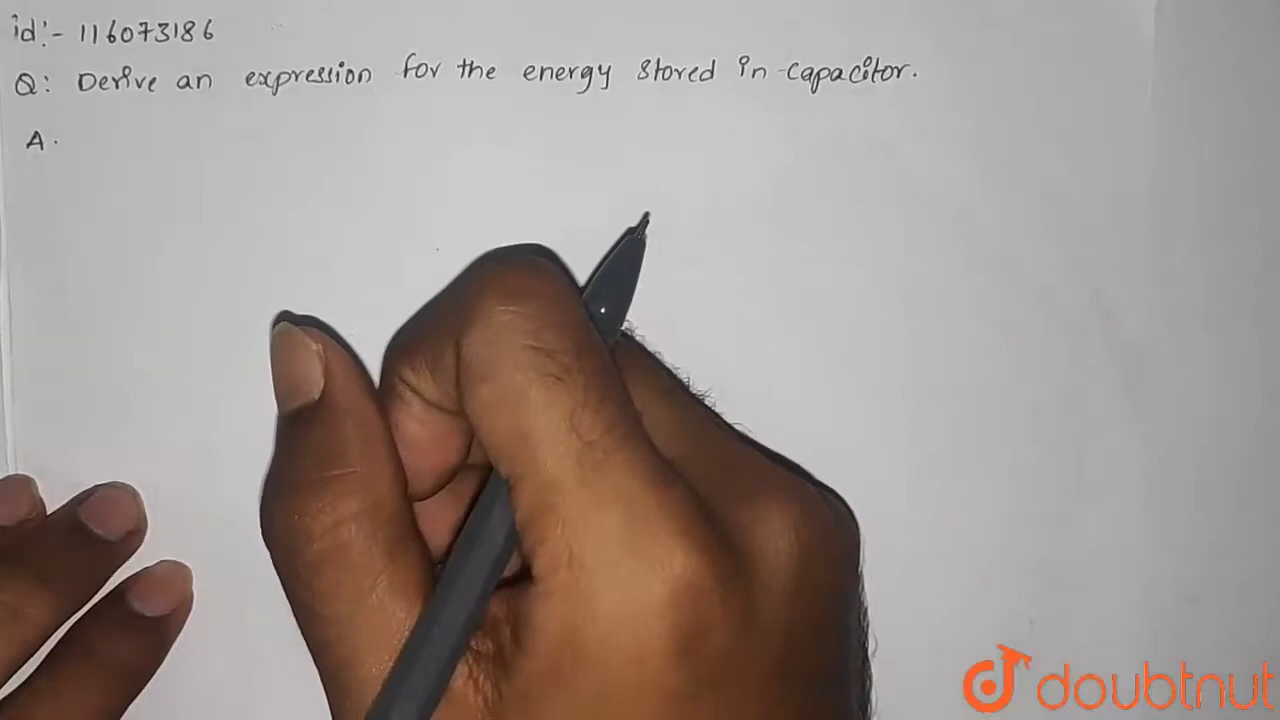 id:- 116073186
Q: Derive an expression for the energy stored in capacitor.
A.
doubtnut